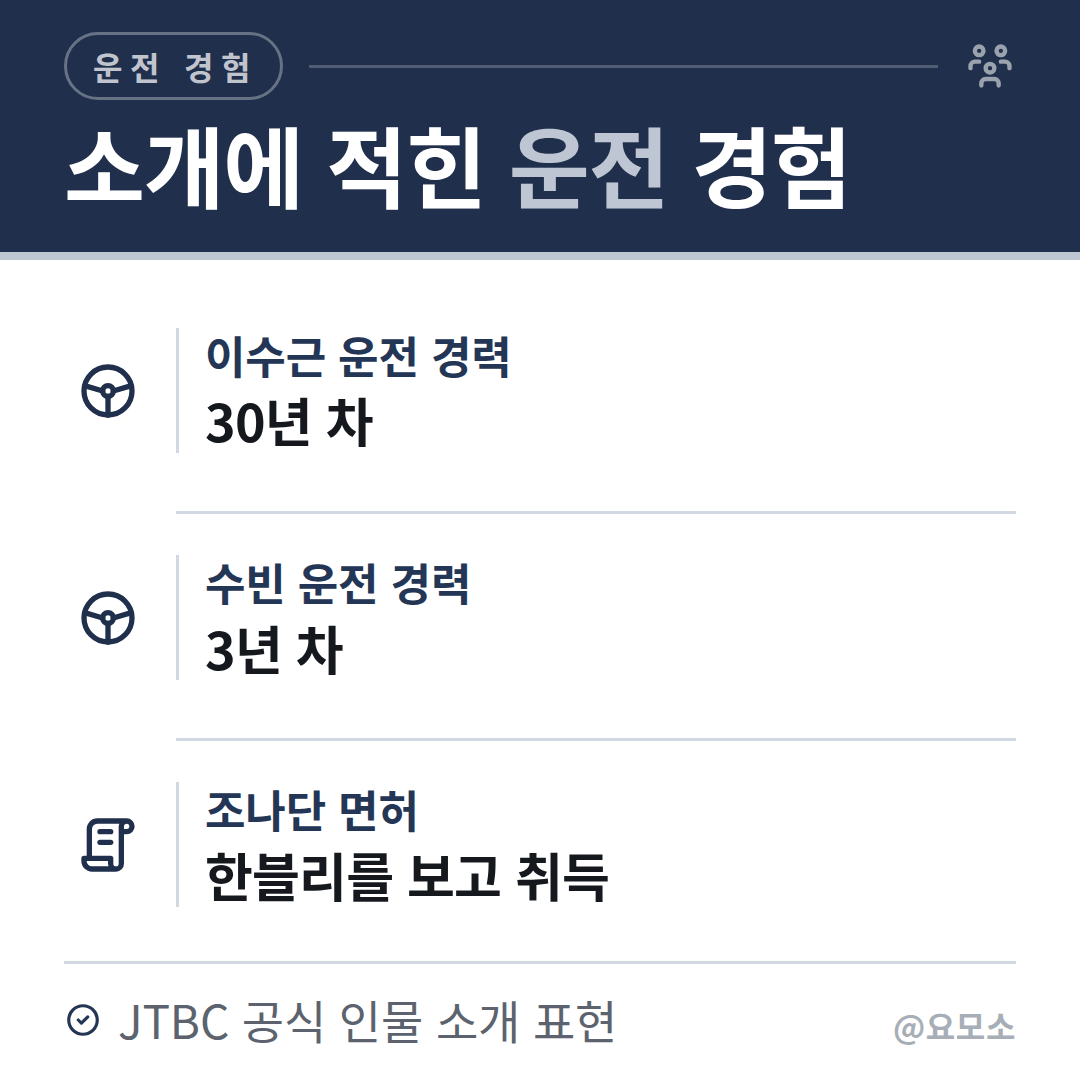 운전 경험
소개에 적힌 운전 경험
이수근 운전 경력
30년 차
수빈 운전 경력
3년 차
조나단 면허
한블리를 보고 취득
JTBC 공식 인물 소개 표현
@요모소